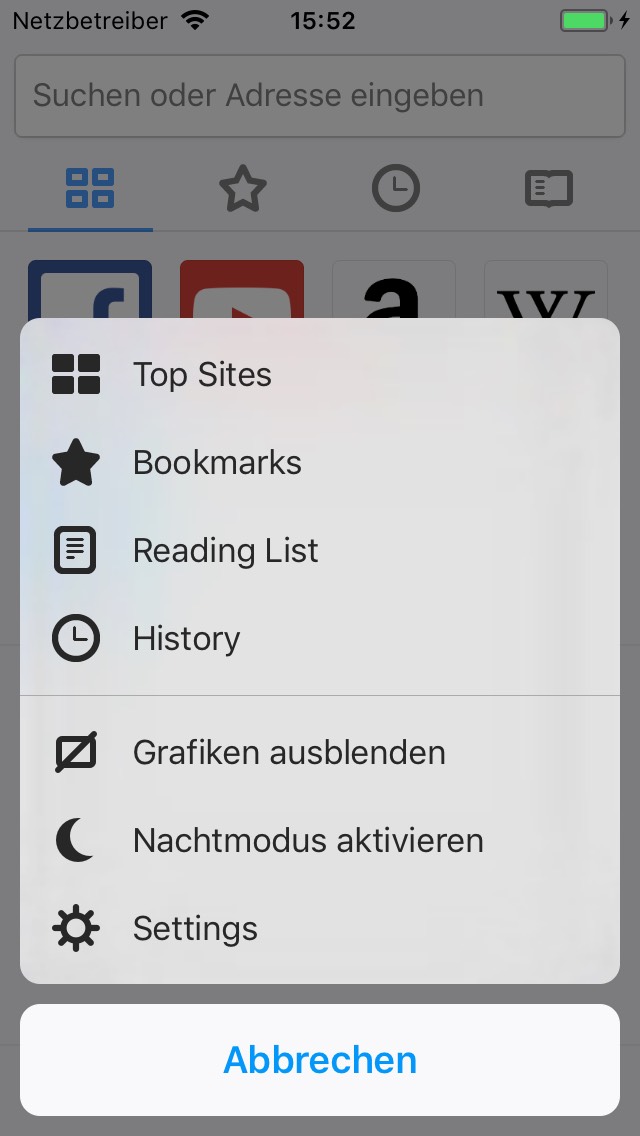 Netzbetreiber 15:52
Suchen oder Adresse eingeben
f a W
Top Sites
Bookmarks
Reading List
History
Grafiken ausblenden
Nachtmodus aktivieren
Settings
Abbrechen